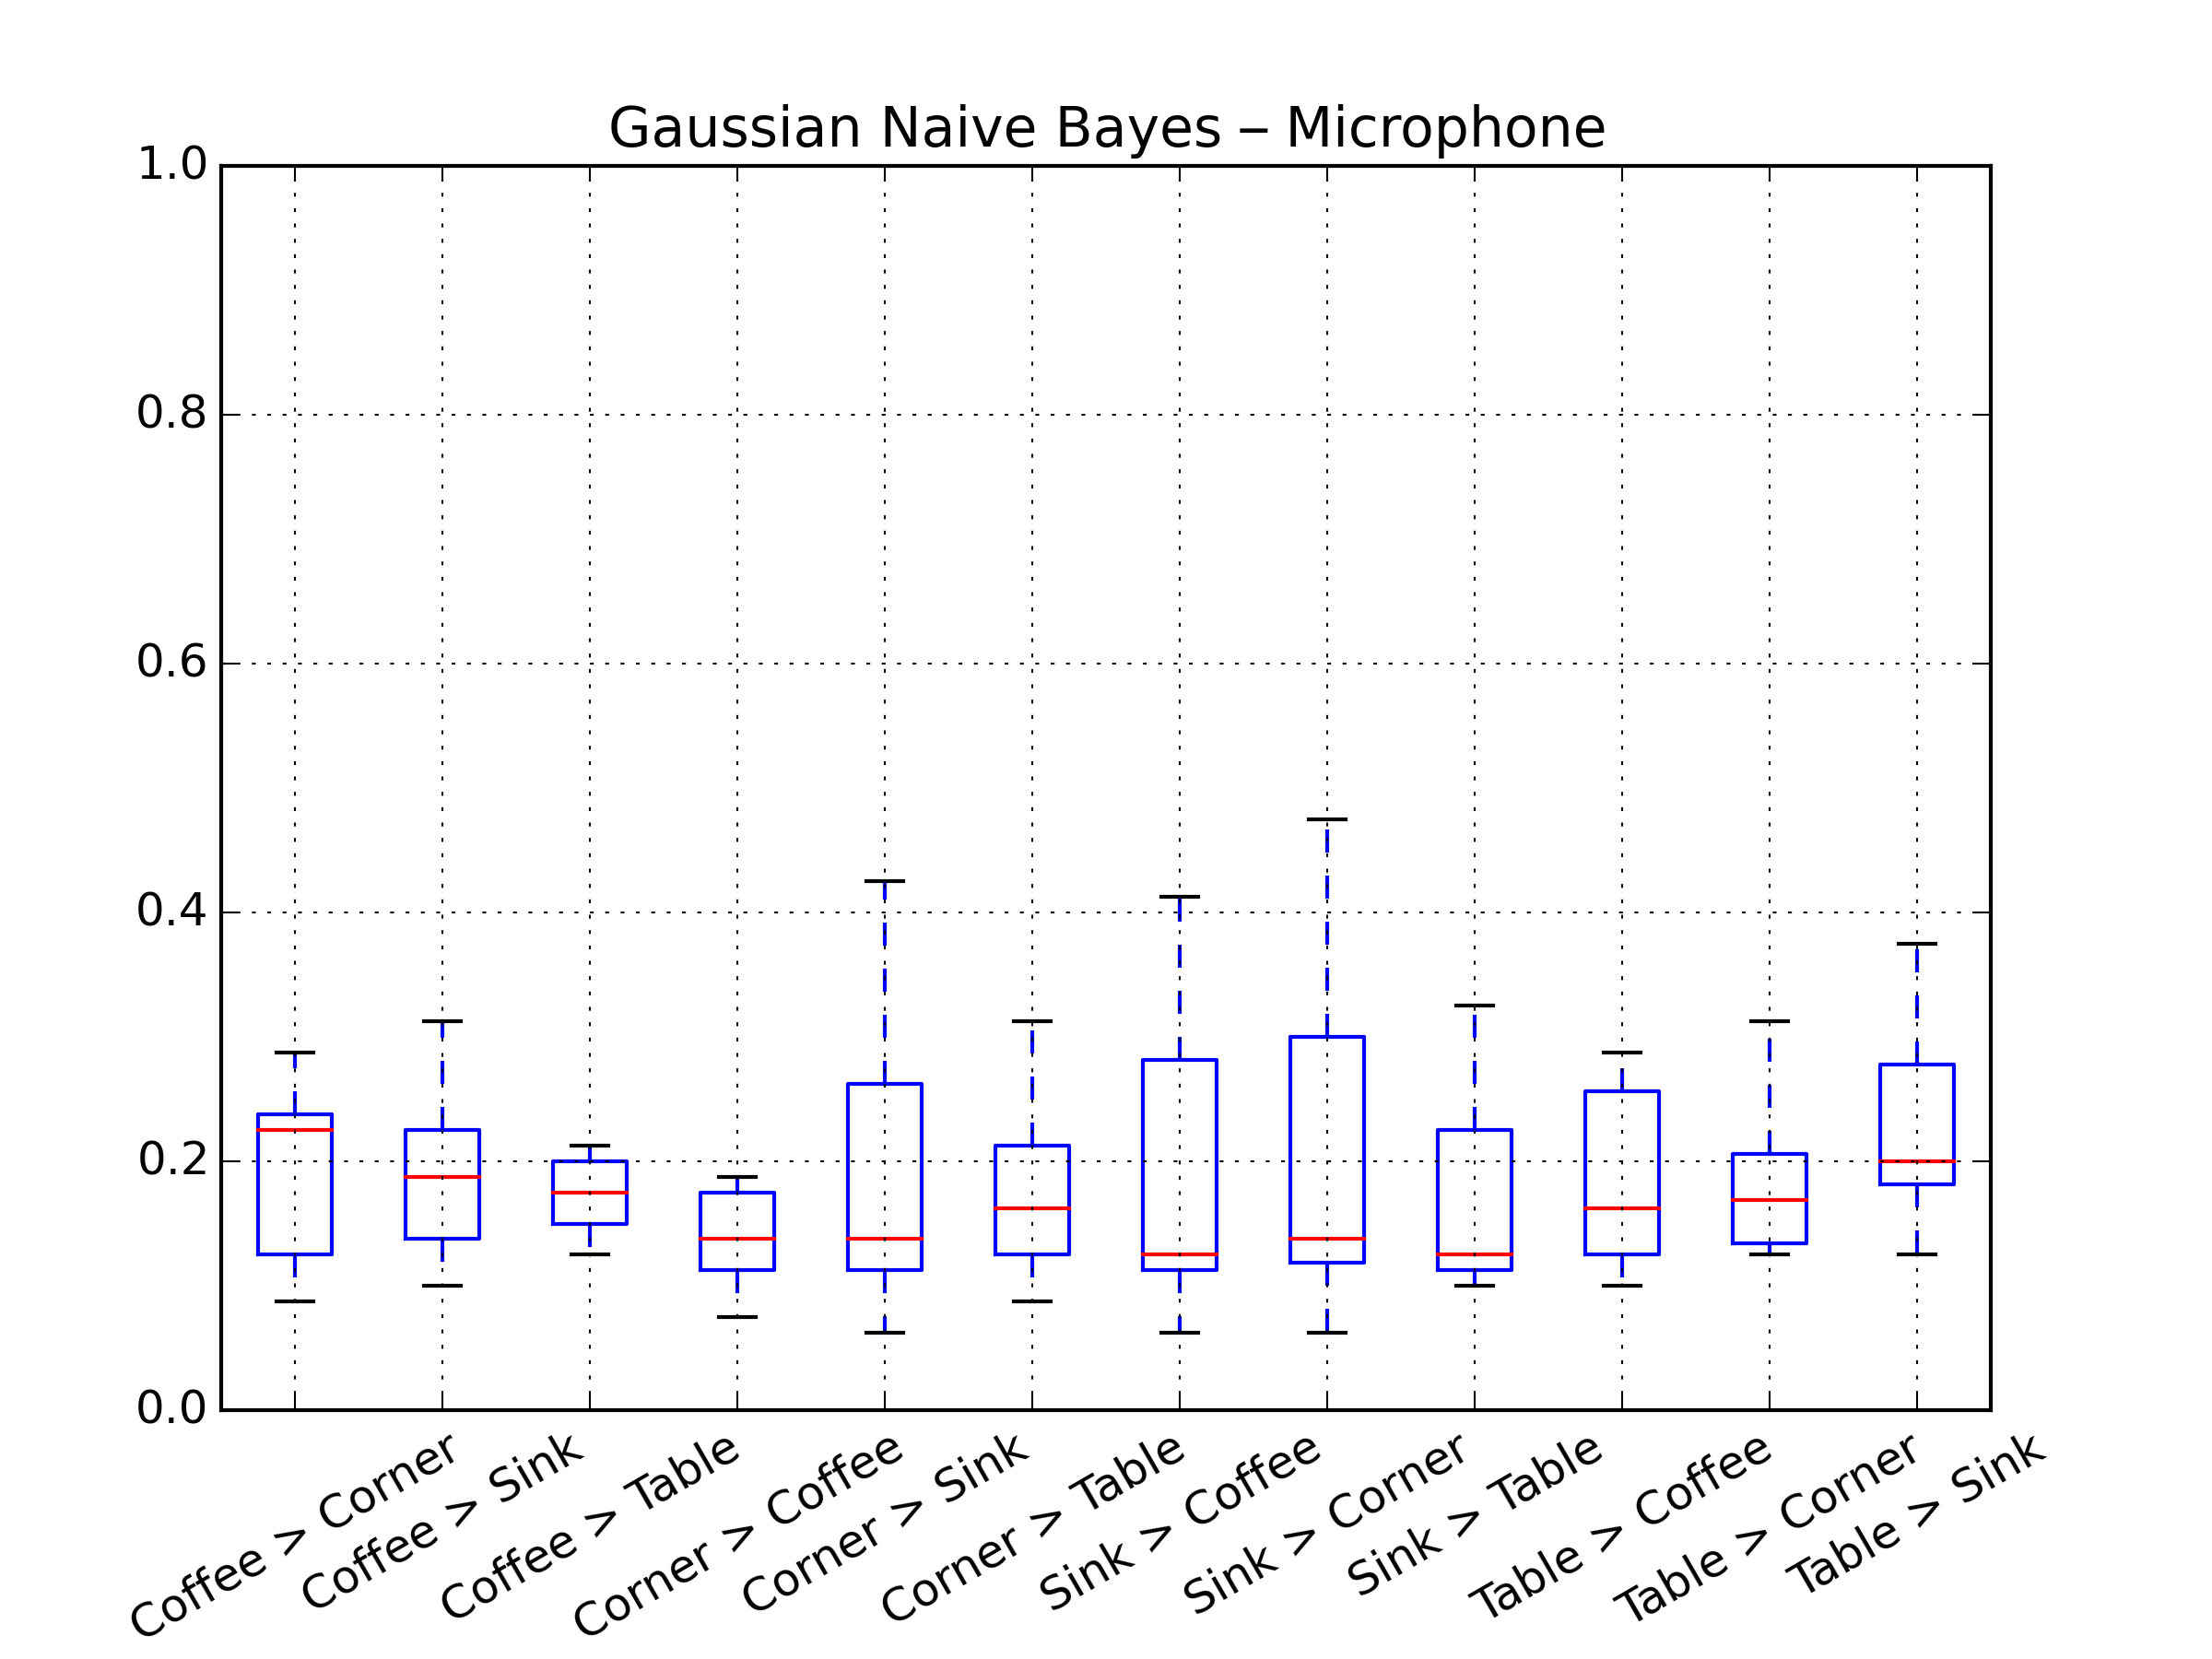 Gaussian Naive Bayes – Microphone
1.0
0.8
0.6
0.4
0.2
0.0
Coffee > Corner
Coffee > Sink
Coffee > Table
Corner > Coffee
Corner > Sink
Corner > Table
Sink > Coffee
Sink > Corner
Sink > Table
Table > Coffee
Table > Corner
Table > Sink